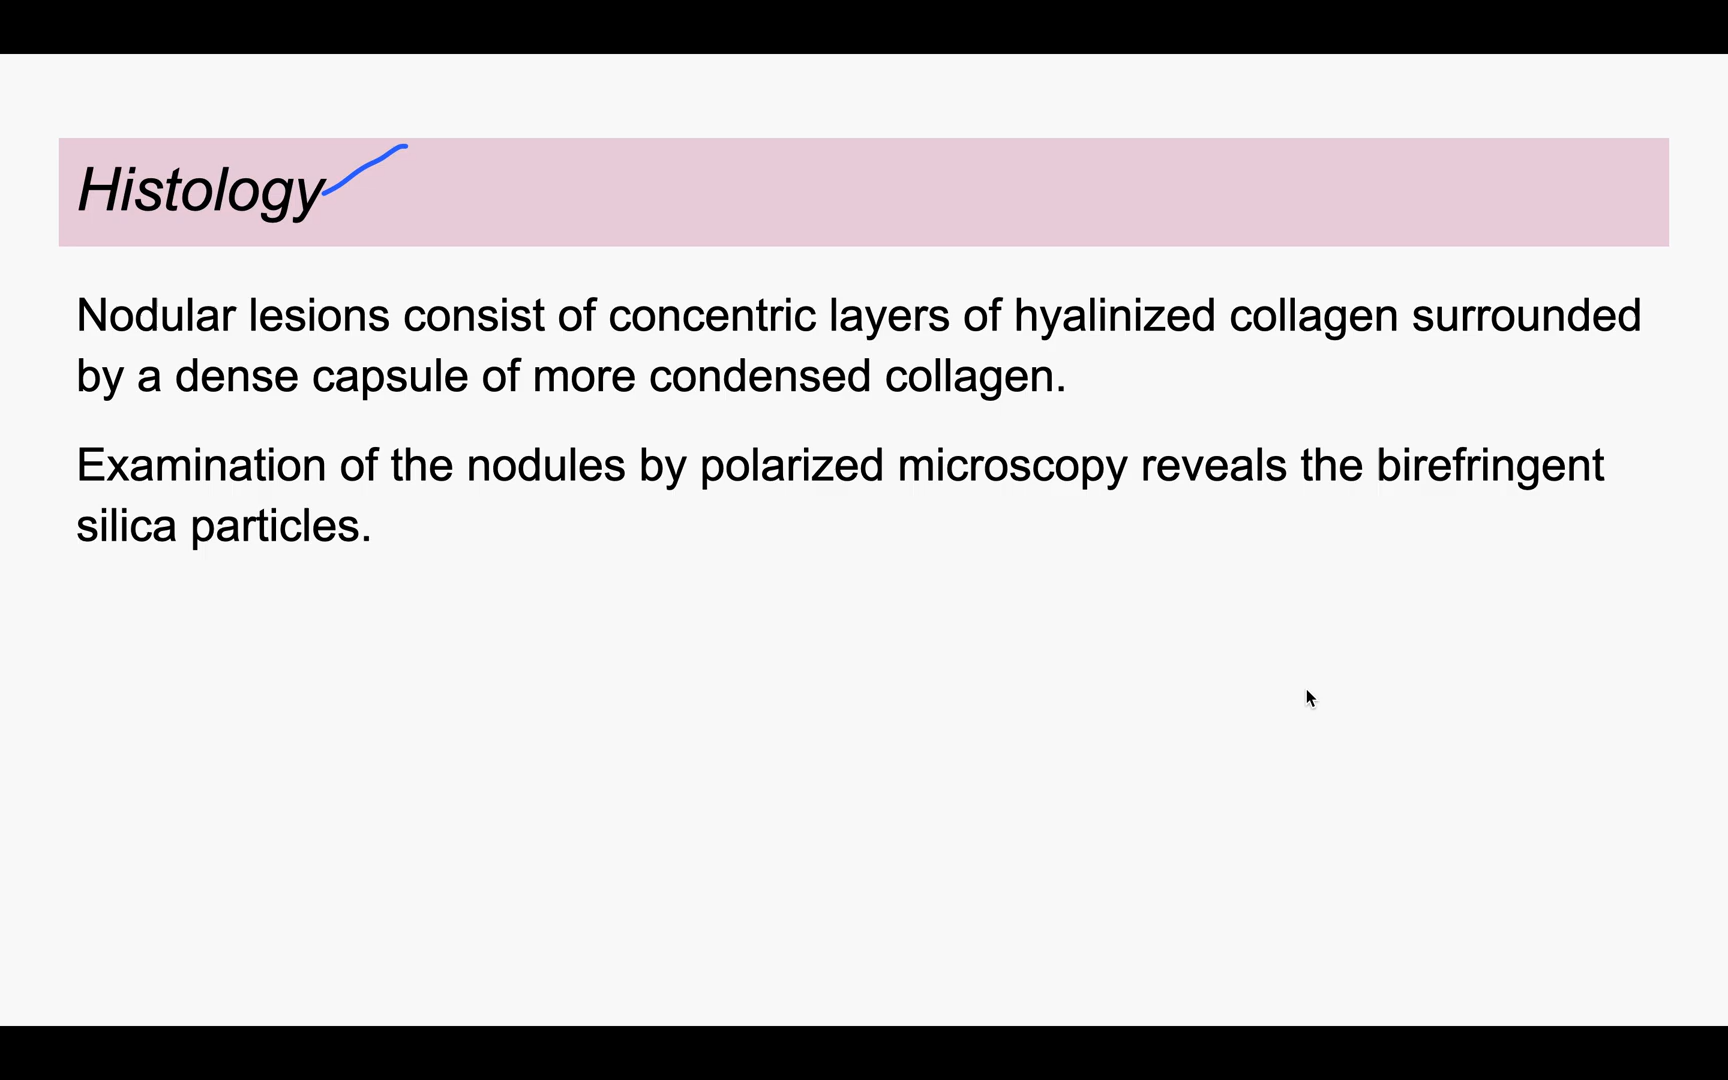 Histology
Nodular lesions consist of concentric layers of hyalinized collagen surrounded
by a dense capsule of more condensed collagen.
Examination of the nodules by polarized microscopy reveals the birefringent
silica particles.